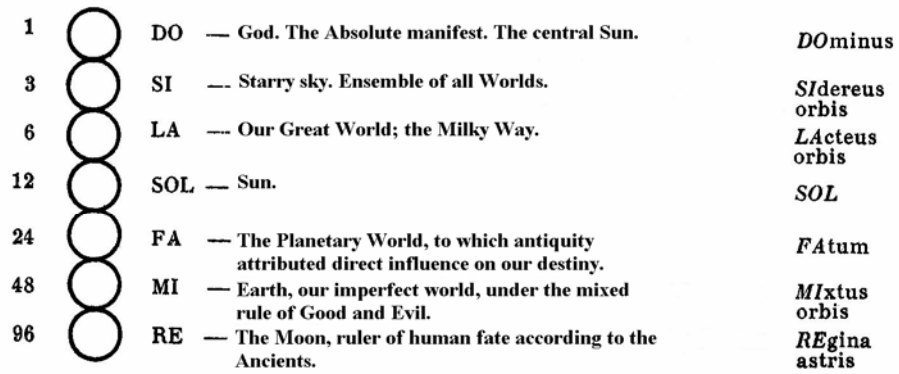 1 DO — God. The Absolute manifest. The central Sun. DOminus
3 SI — Starry sky. Ensemble of all Worlds. SIdereus
orbis
6 LA — Our Great World; the Milky Way. LActeus
orbis
12 SOL — Sun. SOL
24 FA — The Planetary World, to which antiquity FAtum
attributed direct influence on our destiny.
48 MI — Earth, our imperfect world, under the mixed MIxtus
rule of Good and Evil. orbis
96 RE — The Moon, ruler of human fate according to the REgina
Ancients. astris